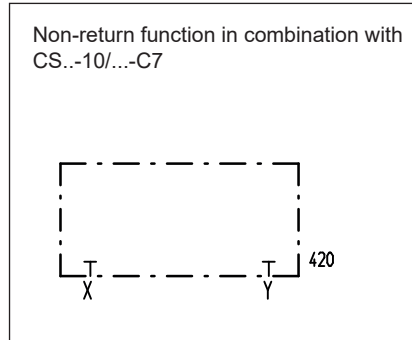 Non-return function in combination with
CS..-10/...-C7
420
X Y